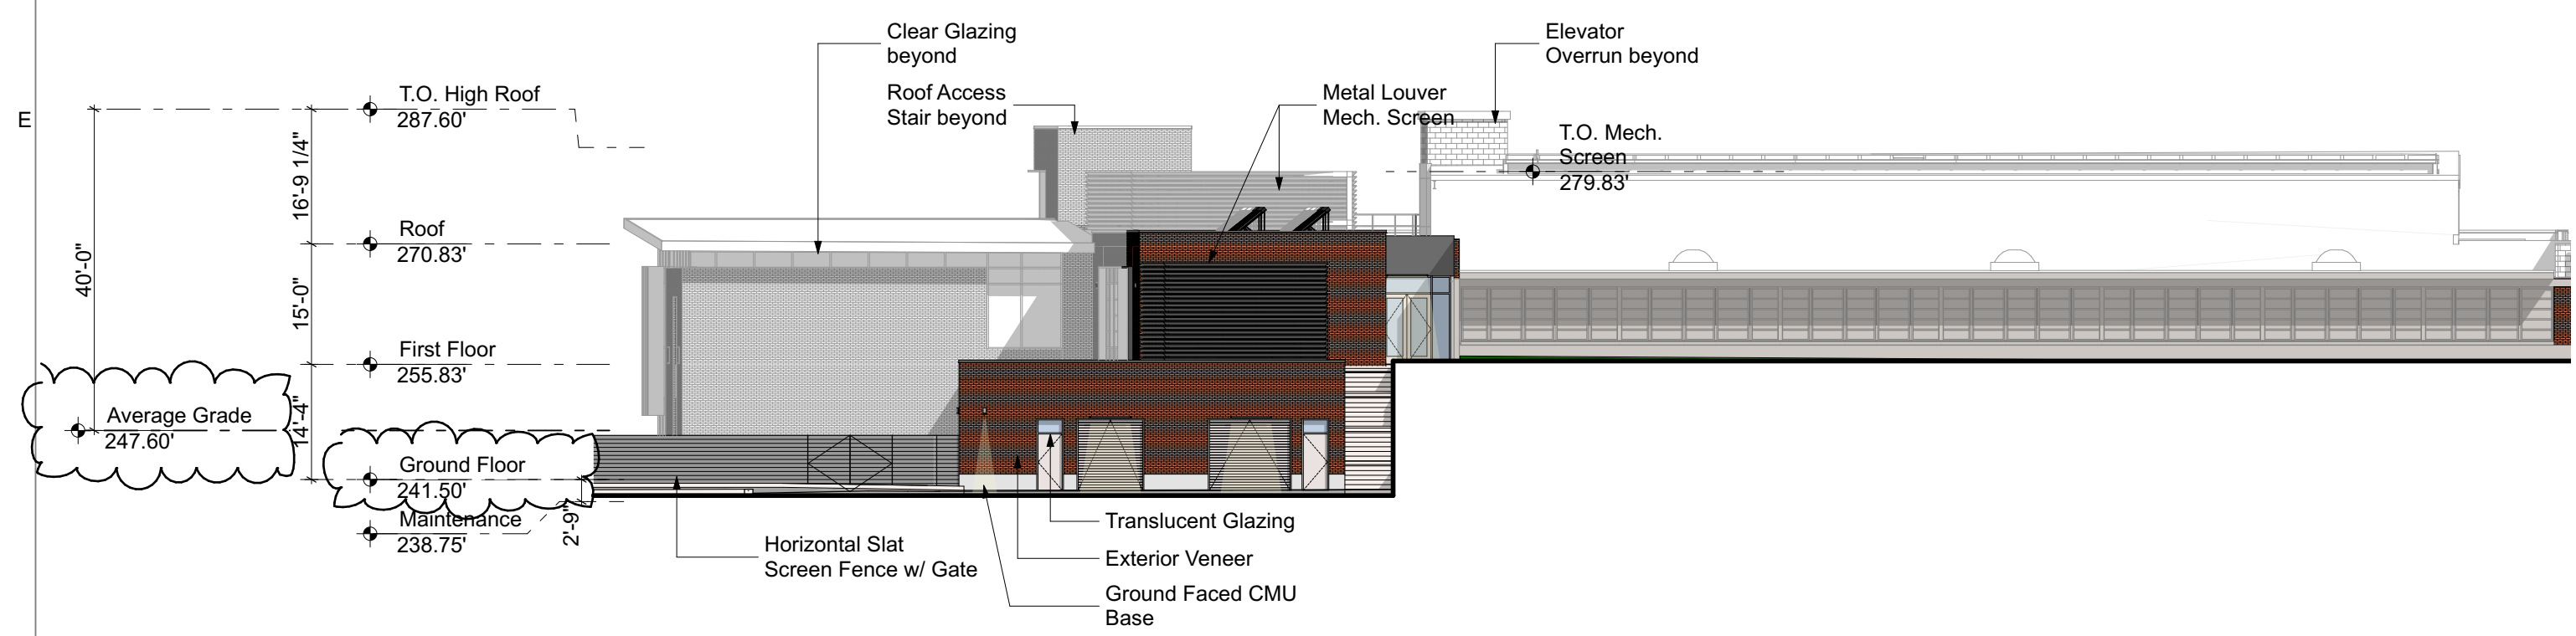 Clear Glazing
beyond
Elevator
Overrun beyond
T.O. High Roof
287.60'
Roof Access
Stair beyond
Metal Louver
Mech. Screen
E
T.O. Mech.
Screen
279.83'
16'-9 1/4"
Roof
270.83'
40'-0"
15'-0"
First Floor
255.83'
Average Grade
247.60'
14'-4"
Ground Floor
241.50'
Maintenance
238.75'
2'-9"
Translucent Glazing
Horizontal Slat
Screen Fence w/ Gate
Exterior Veneer
Ground Faced CMU
Base